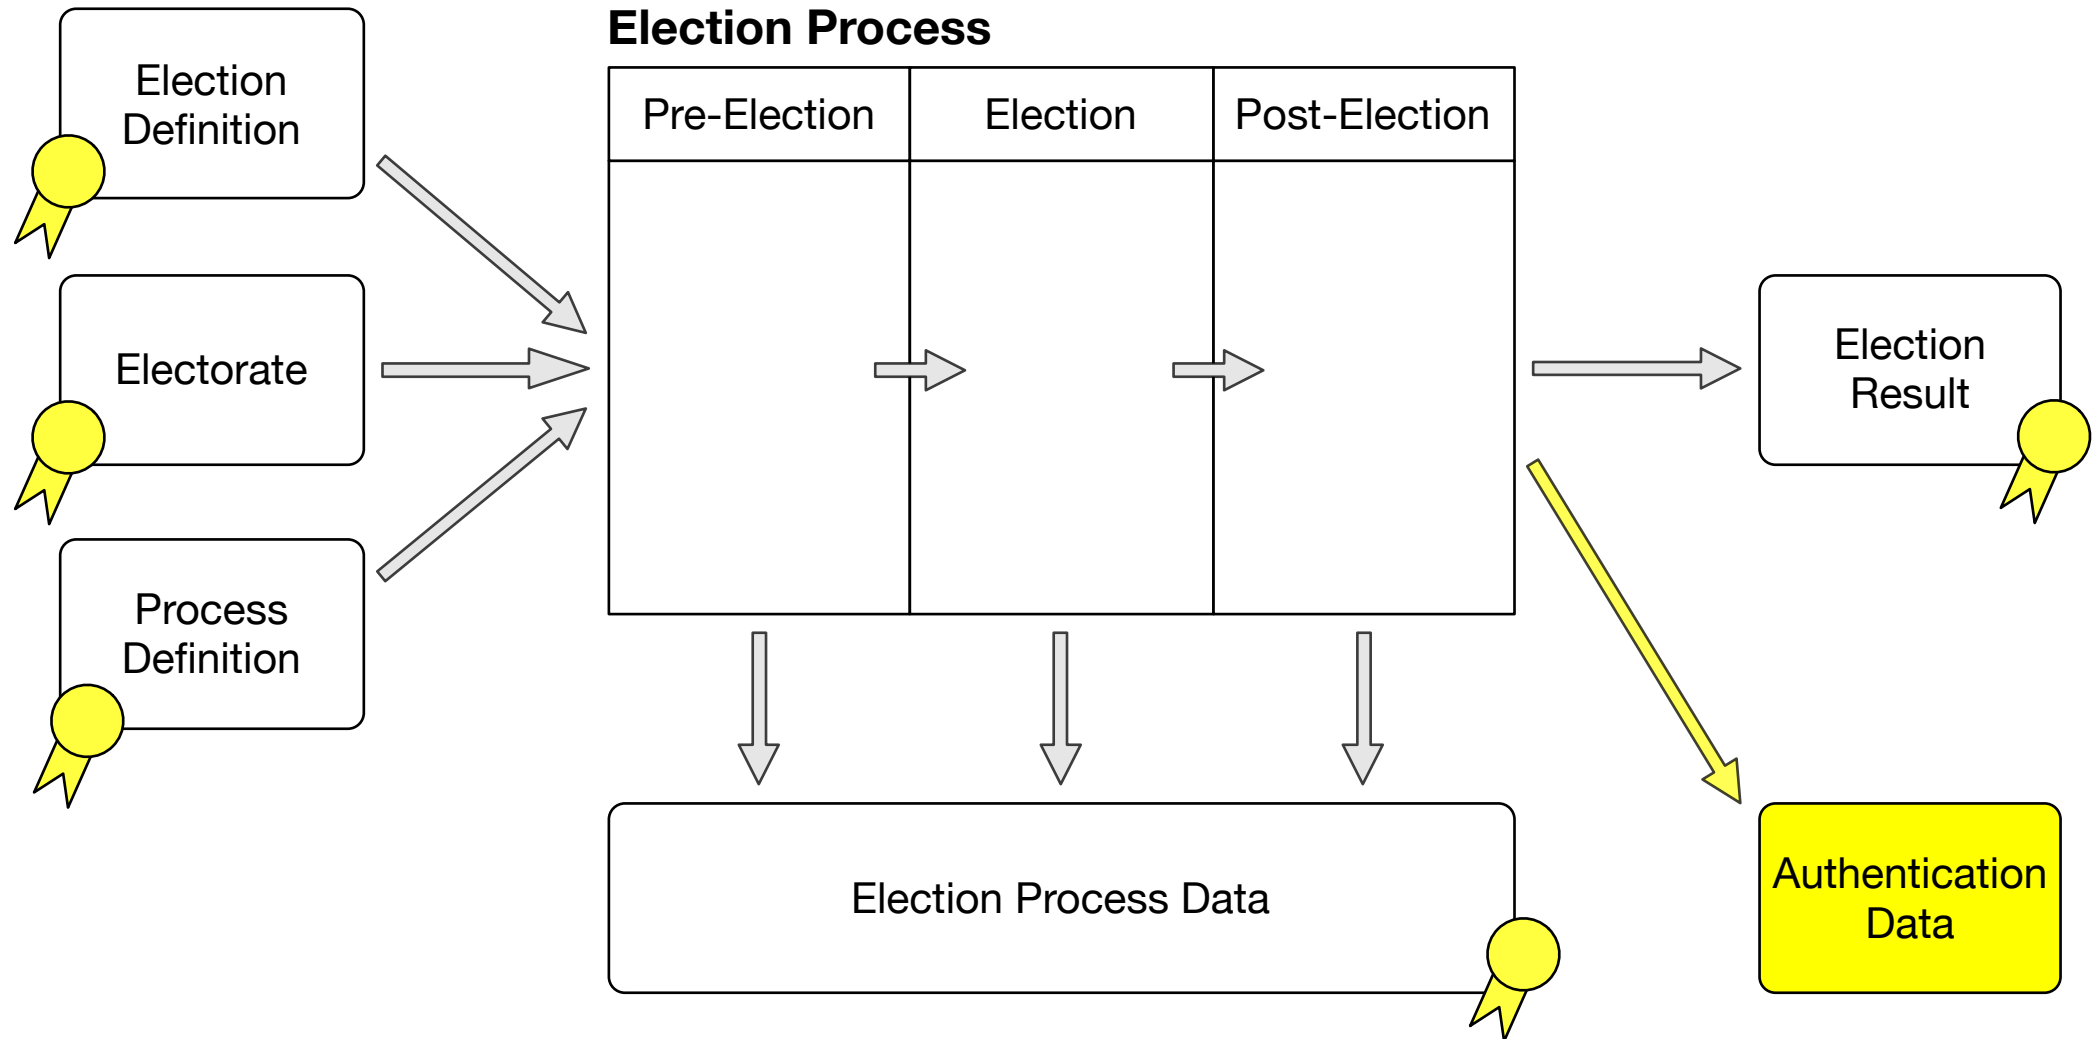 Election Process
Election
Definition
Pre-Election
Election
Post-Election
Electorate
Election
Result
Process
Definition
Election Process Data
Authentication
Data